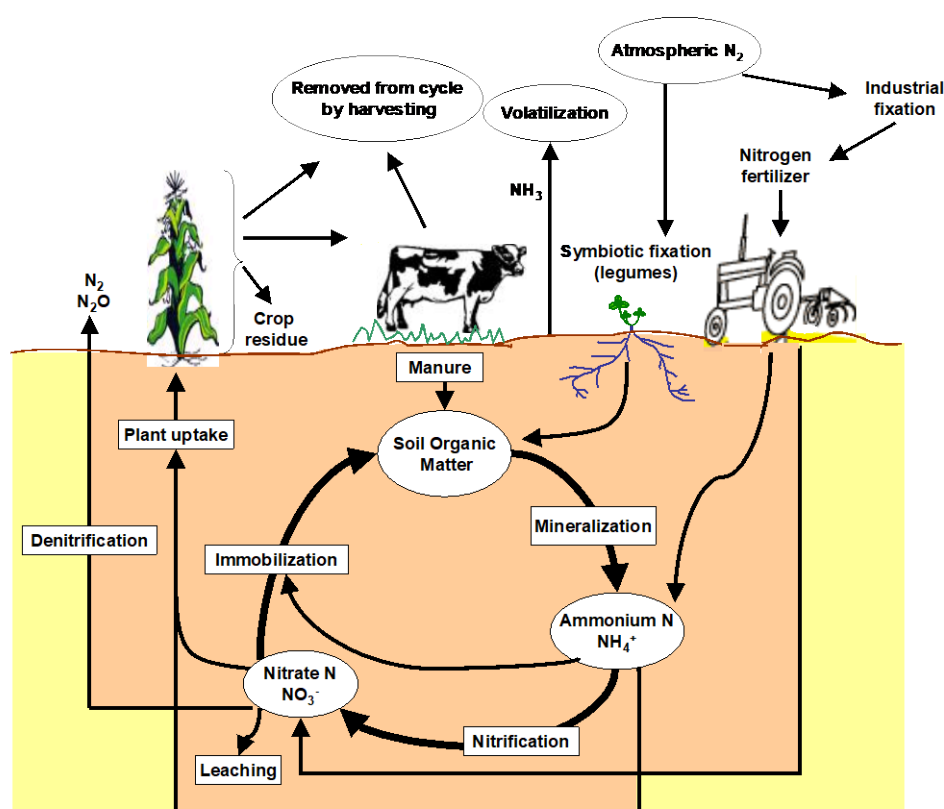 Atmospheric N₂
Removed from cycle
by harvesting
Volatilization
Industrial
fixation
Nitrogen
fertilizer
NH₃
Symbiotic fixation
(legumes)
N₂
N₂O
Crop
residue
Manure
Plant uptake
Soil Organic
Matter
Mineralization
Denitrification
Immobilization
Ammonium N
NH₄⁺
Nitrate N
NO₃⁻
Nitrification
Leaching